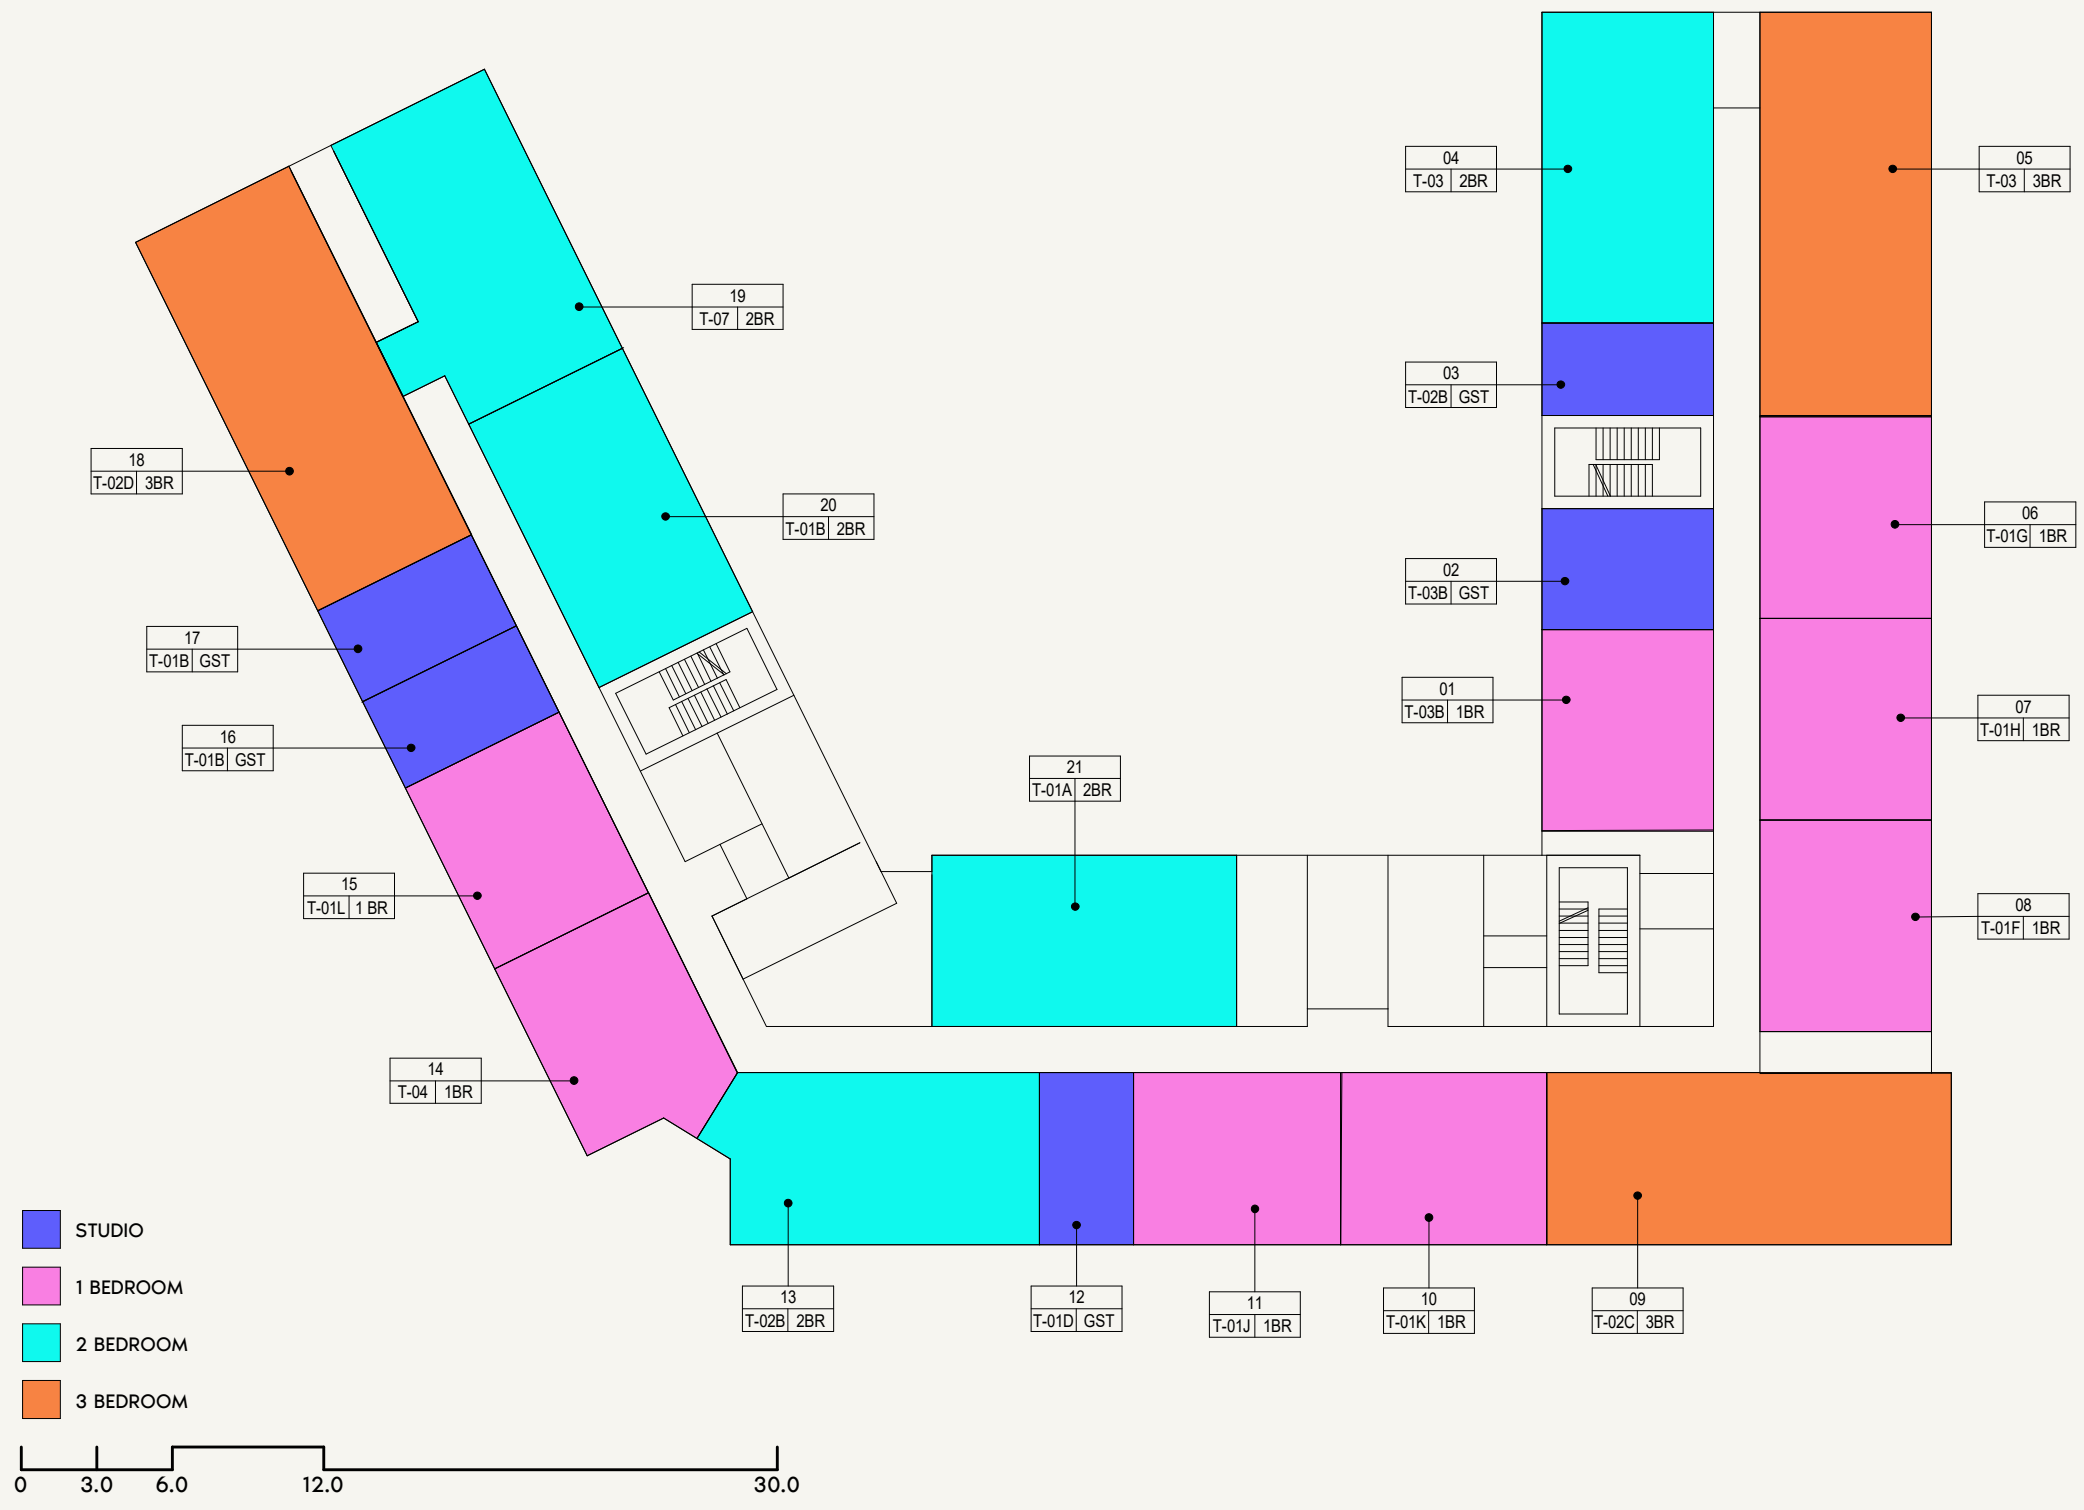 04
T-03 2BR
05
T-03 3BR
19
T-07 2BR
03
T-02B GST
18
T-02D 3BR
20
T-01B 2BR
06
T-01G 1BR
02
T-03B GST
17
T-01B GST
01
T-03B 1BR
07
T-01H 1BR
16
T-01B GST
21
T-01A 2BR
15
T-01L 1 BR
08
T-01F 1BR
14
T-04 1BR
13
T-02B 2BR
12
T-01D GST
11
T-01J 1BR
10
T-01K 1BR
09
T-02C 3BR
STUDIO
1 BEDROOM
2 BEDROOM
3 BEDROOM
0 3.0 6.0 12.0 30.0